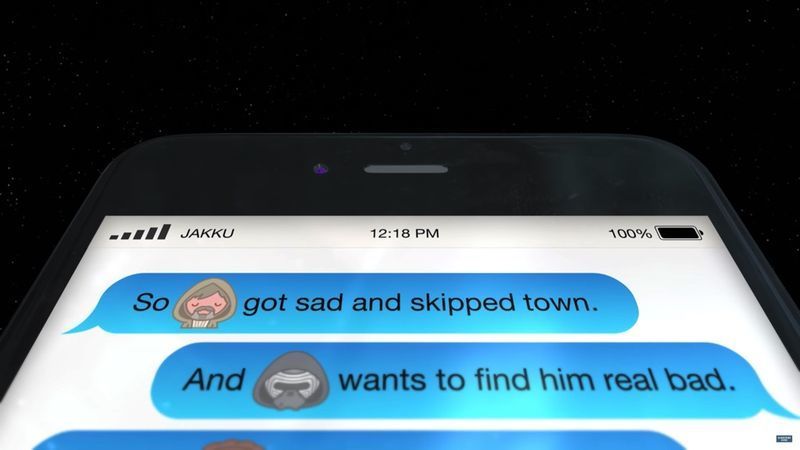 JAKKU 12:18 PM 100%
So got sad and skipped town.
And wants to find him real bad.